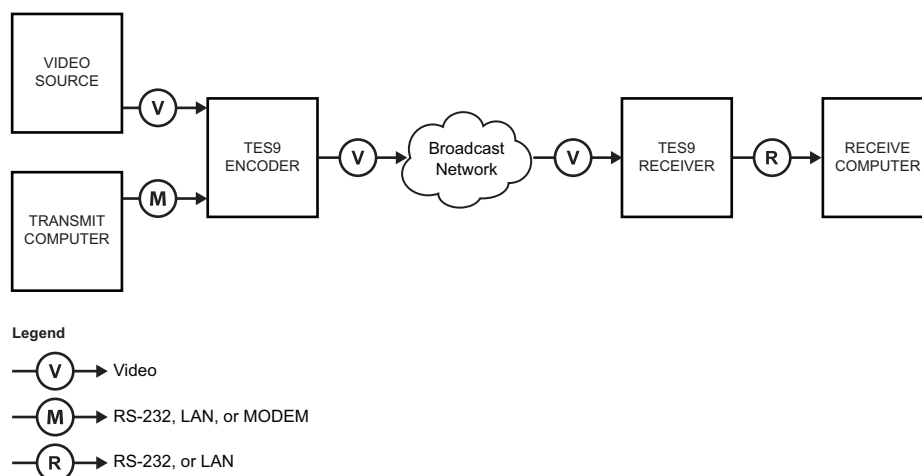 VIDEO
SOURCE
V
TES9
ENCODER
V
Broadcast
Network
V
TES9
RECEIVER
R
RECEIVE
COMPUTER
M
TRANSMIT
COMPUTER
Legend
V Video
M RS-232, LAN, or MODEM
R RS-232, or LAN